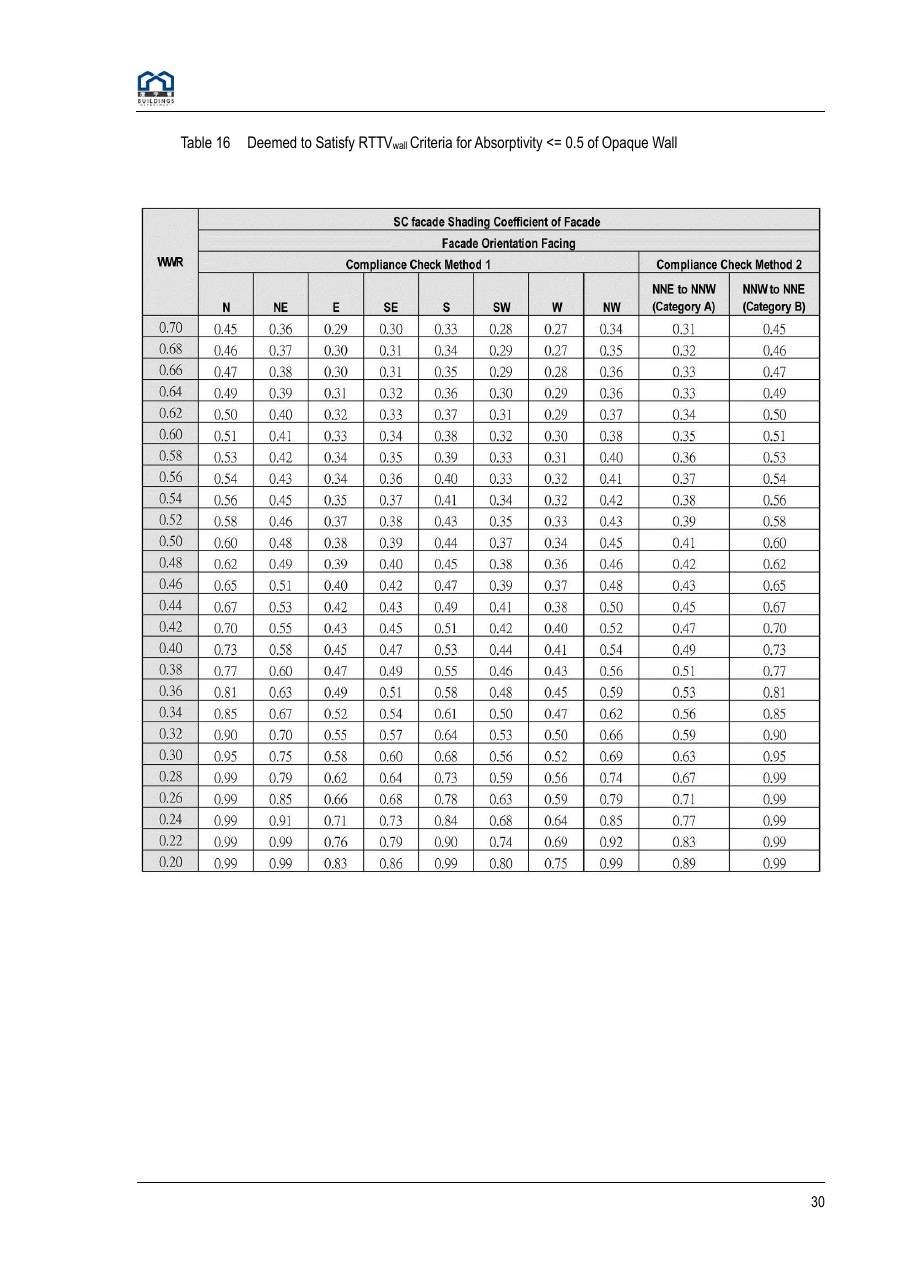 BUILDINGS
Table 16 Deemed to Satisfy RTTVwall Criteria for Absorptivity <= 0.5 of Opaque Wall
SC facade Shading Coefficient of Facade
Facade Orientation Facing
WWR Compliance Check Method 1 Compliance Check Method 2
N NE E SE S SW W NW NNE to NNW (Category A) NNW to NNE (Category B)
0.70 0.45 0.36 0.29 0.30 0.33 0.28 0.27 0.34 0.31 0.45
0.68 0.46 0.37 0.30 0.31 0.34 0.29 0.27 0.35 0.32 0.46
0.66 0.47 0.38 0.30 0.31 0.35 0.29 0.28 0.36 0.33 0.47
0.64 0.49 0.39 0.31 0.32 0.36 0.30 0.29 0.36 0.33 0.49
0.62 0.50 0.40 0.32 0.33 0.37 0.31 0.29 0.37 0.34 0.50
0.60 0.51 0.41 0.33 0.34 0.38 0.32 0.30 0.38 0.35 0.51
0.58 0.53 0.42 0.34 0.35 0.39 0.33 0.31 0.40 0.36 0.53
0.56 0.54 0.43 0.34 0.36 0.40 0.33 0.32 0.41 0.37 0.54
0.54 0.56 0.45 0.35 0.37 0.41 0.34 0.32 0.42 0.38 0.56
0.52 0.58 0.46 0.37 0.38 0.43 0.35 0.33 0.43 0.39 0.58
0.50 0.60 0.48 0.38 0.39 0.44 0.37 0.34 0.45 0.41 0.60
0.48 0.62 0.49 0.39 0.40 0.45 0.38 0.36 0.46 0.42 0.62
0.46 0.65 0.51 0.40 0.42 0.47 0.39 0.37 0.48 0.43 0.65
0.44 0.67 0.53 0.42 0.43 0.49 0.41 0.38 0.50 0.45 0.67
0.42 0.70 0.55 0.43 0.45 0.51 0.42 0.40 0.52 0.47 0.70
0.40 0.73 0.58 0.45 0.47 0.53 0.44 0.41 0.54 0.49 0.73
0.38 0.77 0.60 0.47 0.49 0.55 0.46 0.43 0.56 0.51 0.77
0.36 0.81 0.63 0.49 0.51 0.58 0.48 0.45 0.59 0.53 0.81
0.34 0.85 0.67 0.52 0.54 0.61 0.50 0.47 0.62 0.56 0.85
0.32 0.90 0.70 0.55 0.57 0.64 0.53 0.50 0.66 0.59 0.90
0.30 0.95 0.75 0.58 0.60 0.68 0.56 0.52 0.69 0.63 0.95
0.28 0.99 0.79 0.62 0.64 0.73 0.59 0.56 0.74 0.67 0.99
0.26 0.99 0.85 0.66 0.68 0.78 0.63 0.59 0.79 0.71 0.99
0.24 0.99 0.91 0.71 0.73 0.84 0.68 0.64 0.85 0.77 0.99
0.22 0.99 0.99 0.76 0.79 0.90 0.74 0.69 0.92 0.83 0.99
0.20 0.99 0.99 0.83 0.86 0.99 0.80 0.75 0.99 0.89 0.99
30